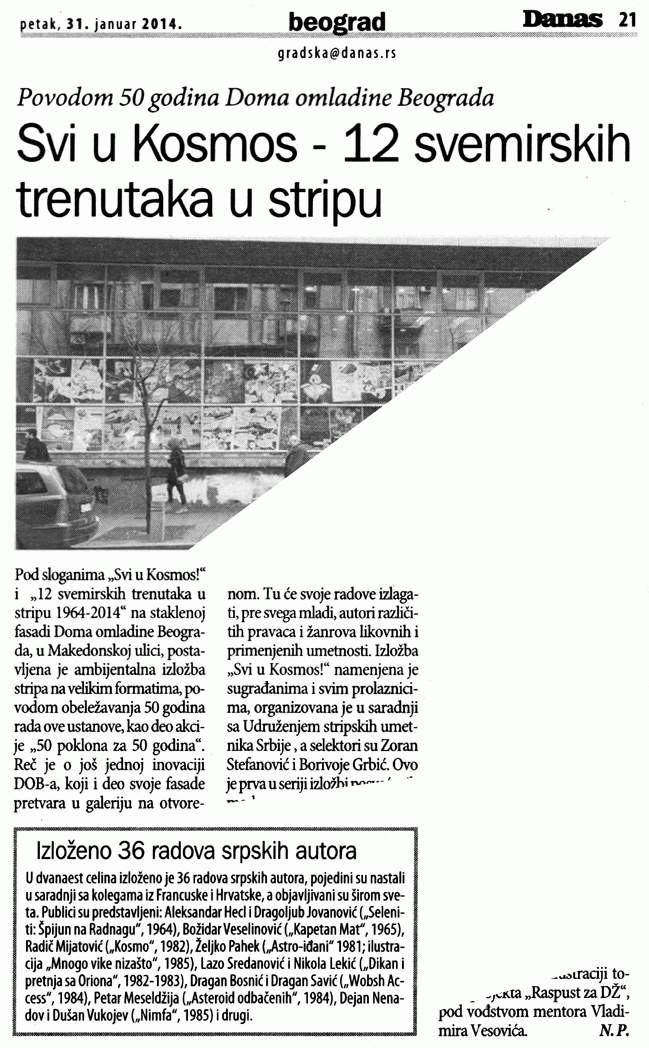 petak, 31. januar 2014.
beograd
Danas 21
gradska@danas.rs
Povodom 50 godina Doma omladine Beograda
Svi u Kosmos - 12 svemirskih
trenutaka u stripu
Pod sloganima „Svi u Kosmos!“
i „12 svemirskih trenutaka u
stripu 1964-2014“ na staklenoj
fasadi Doma omladine Beogra-
da, u Makedonskoj ulici, postav-
ljena je ambijentalna izložba
stripa na velikim formatima, po-
vodom obeležavanja 50 godina
rada ove ustanove, kao deo akci-
je „50 poklona za 50 godina“.
Reč je o još jednoj inovaciji
DOB-a, koji i deo svoje fasade
pretvara u galeriju na otvore-
nom. Tu će svoje radove izlaga-
ti, pre svega mladi, autori različi-
tih pravaca i žanrova likovnih i
primenjenih umetnosti. Izložba
„Svi u Kosmos!“ namenjena je
sugrađanima i svim prolaznici-
ma, organizovana je u saradnji
sa Udruženjem stripskih umet-
nika Srbije , a selektori su Zoran
Stefanović i Borivoje Grbić. Ovo
je prva u seriji izložbi
Izloženo 36 radova srpskih autora
U dvanaest celina izloženo je 36 radova srpskih autora, pojedini su nastali
u saradnji sa kolegama iz Francuske i Hrvatske, a objavljivani su širom sve-
ta. Publici su predstavljeni: Aleksandar Hecl i Dragoljub Jovanović („Seleni-
ti: Špijun na Radnagu“, 1964), Božidar Veselinović („Kapetan Mat“, 1965),
Radič Mijatović („Kosmo“, 1982), Željko Pahek („Astro-iđani“ 1981; ilustra-
cija „Mnogo vike nizašto“, 1985), Lazo Sredanović i Nikola Lekić („Dikan i
pretnja sa Oriona“, 1982-1983), Dragan Bosnić i Dragan Savić („Wobsh Ac-
cess“, 1984), Petar Meseldžija („Asteroid odbačenih“, 1984), Dejan Nena-
dov i Dušan Vukojev („Nimfa“, 1985) i drugi.
to-
„Raspust za DŽ“,
pod vođstvom mentora Vladi-
mira Vesovića. N. P.